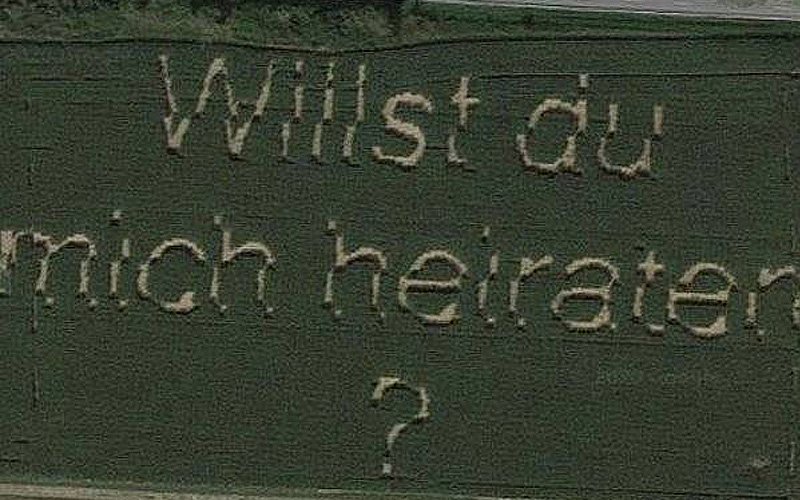 Willst du
mich heiraten
?